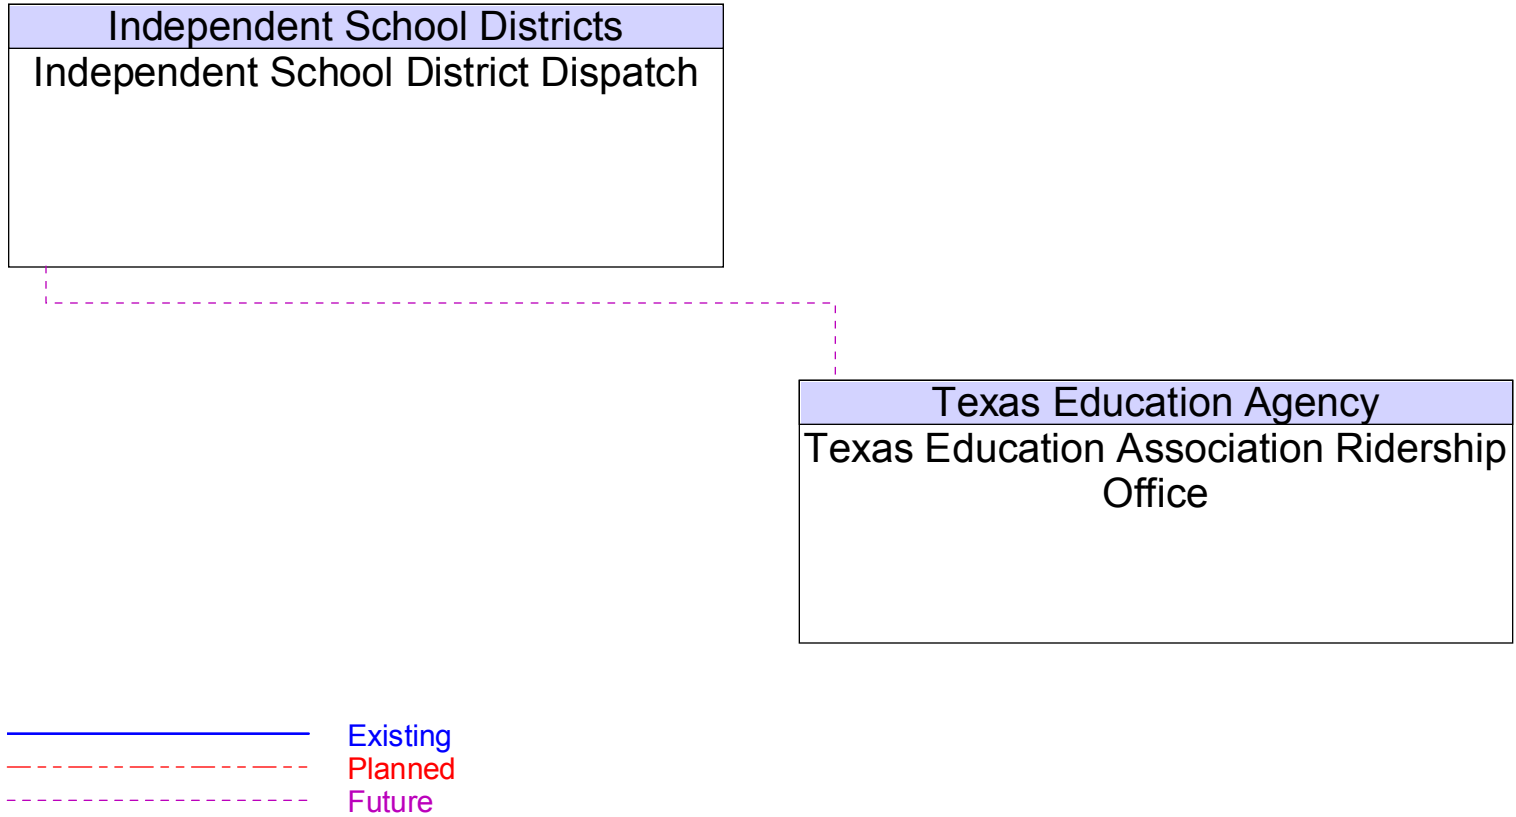 Independent School Districts
Independent School District Dispatch
Texas Education Agency
Texas Education Association Ridership
Office
Existing
Planned
Future